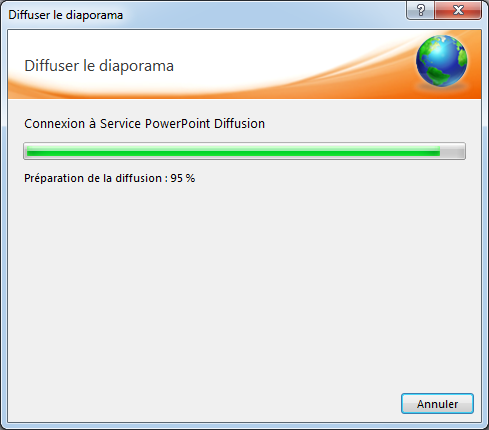 Diffuser le diaporama
Diffuser le diaporama
Connexion à Service PowerPoint Diffusion
Préparation de la diffusion : 95 %
Annuler